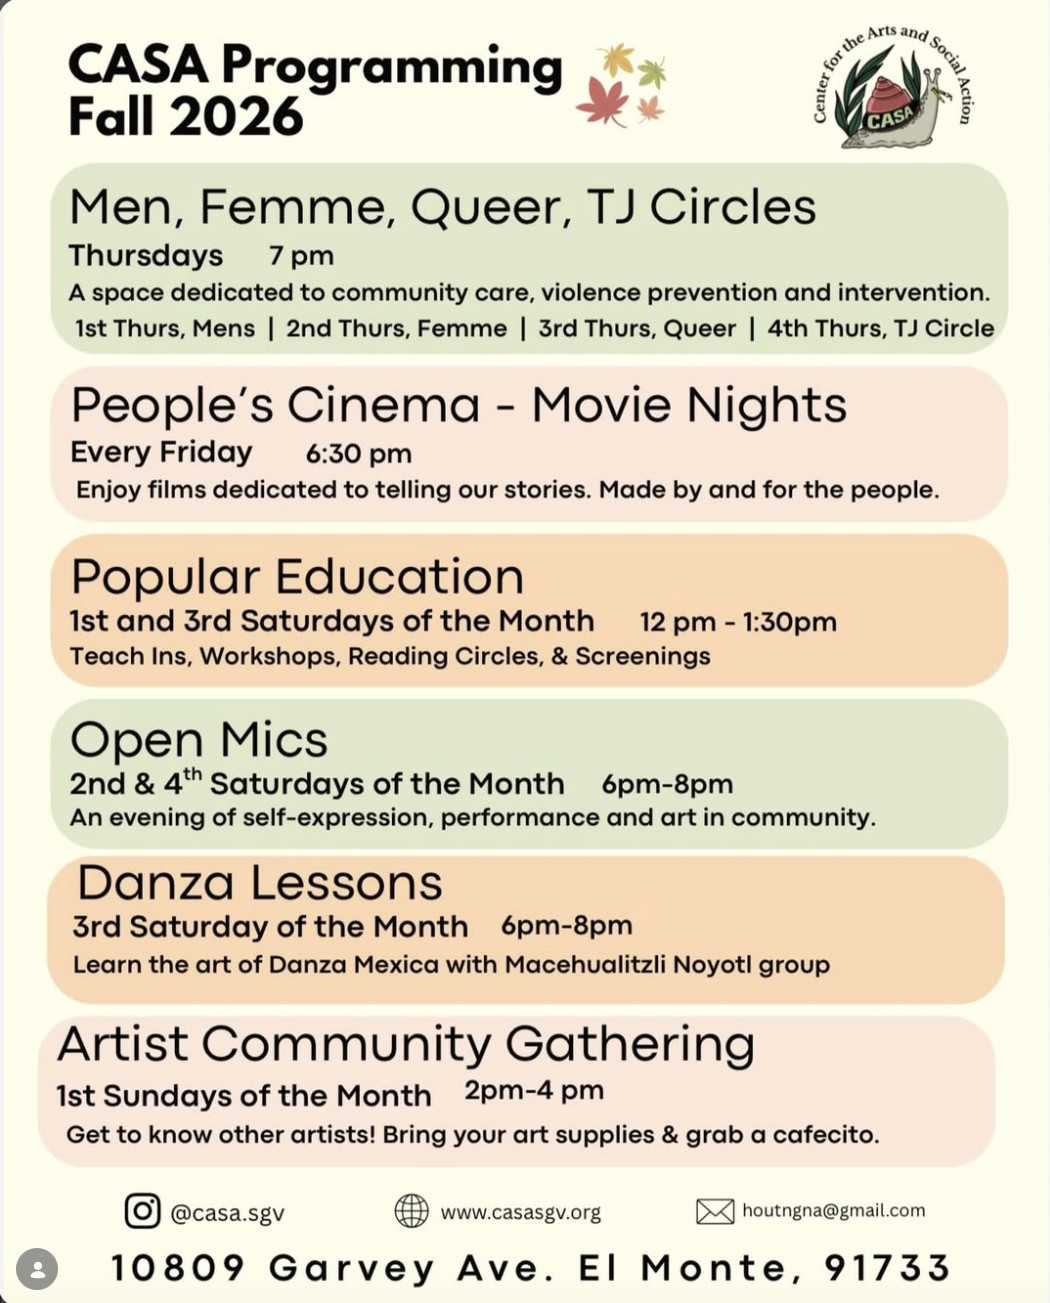 CASA Programming
Fall 2026
Center for the Arts and Social Action
CASA
Men, Femme, Queer, TJ Circles
Thursdays 7 pm
A space dedicated to community care, violence prevention and intervention.
1st Thurs, Mens | 2nd Thurs, Femme | 3rd Thurs, Queer | 4th Thurs, TJ Circle
People's Cinema - Movie Nights
Every Friday 6:30 pm
Enjoy films dedicated to telling our stories. Made by and for the people.
Popular Education
1st and 3rd Saturdays of the Month 12 pm - 1:30pm
Teach Ins, Workshops, Reading Circles, & Screenings
Open Mics
2nd & 4th Saturdays of the Month 6pm-8pm
An evening of self-expression, performance and art in community.
Danza Lessons
3rd Saturday of the Month 6pm-8pm
Learn the art of Danza Mexica with Macehualitzli Noyotl group
Artist Community Gathering
1st Sundays of the Month 2pm-4 pm
Get to know other artists! Bring your art supplies & grab a cafecito.
@casa.sgv www.casasgv.org houtngna@gmail.com
10809 Garvey Ave. El Monte, 91733